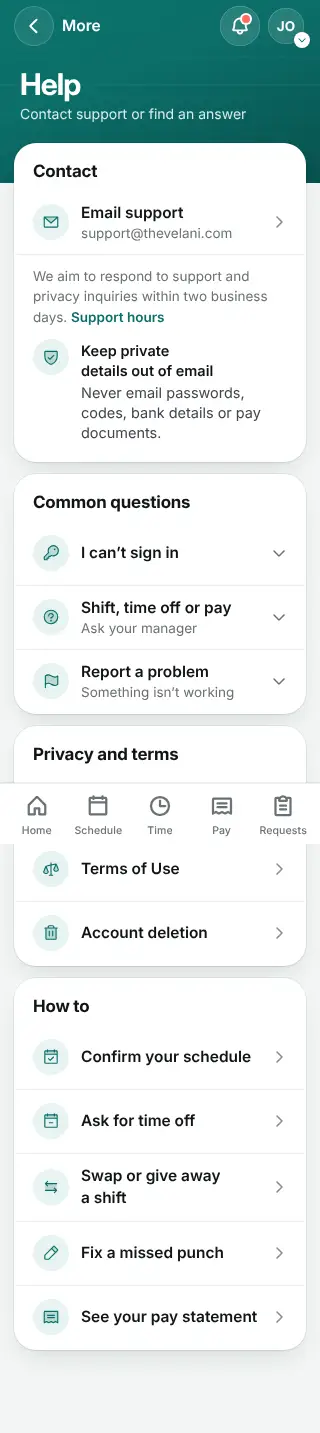 More
JO
Help
Contact support or find an answer
Contact
Email support
support@thevelani.com
We aim to respond to support and
privacy inquiries within two business
days. Support hours
Keep private
details out of email
Never email passwords,
codes, bank details or pay
documents.
Common questions
I can’t sign in
Shift, time off or pay
Ask your manager
Report a problem
Something isn’t working
Privacy and terms
Home
Schedule
Time
Pay
Requests
Terms of Use
Account deletion
How to
Confirm your schedule
Ask for time off
Swap or give away
a shift
Fix a missed punch
See your pay statement